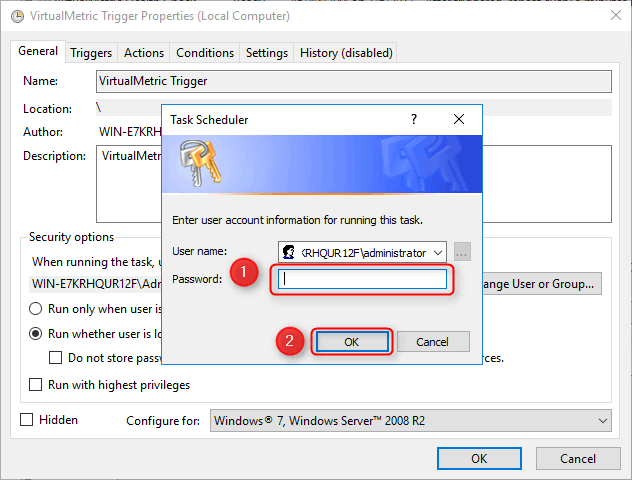 VirtualMetric Trigger Properties (Local Computer)
General Triggers Actions Conditions Settings History (disabled)
Name: VirtualMetric Trigger
Location: \
Author: WIN-E7KRH
Description: VirtualMetric
Task Scheduler
Enter user account information for running this task.
User name: KRHQUR12F\administrator ...
1
Password:
2 OK Cancel
Security options
When running the task, u
WIN-E7KRHQUR12F\Adm ange User or Group...
Run only when user is
Run whether user is lo
Do not store passw rces.
Run with highest privileges
Hidden Configure for: Windows® 7, Windows Server™ 2008 R2
OK Cancel